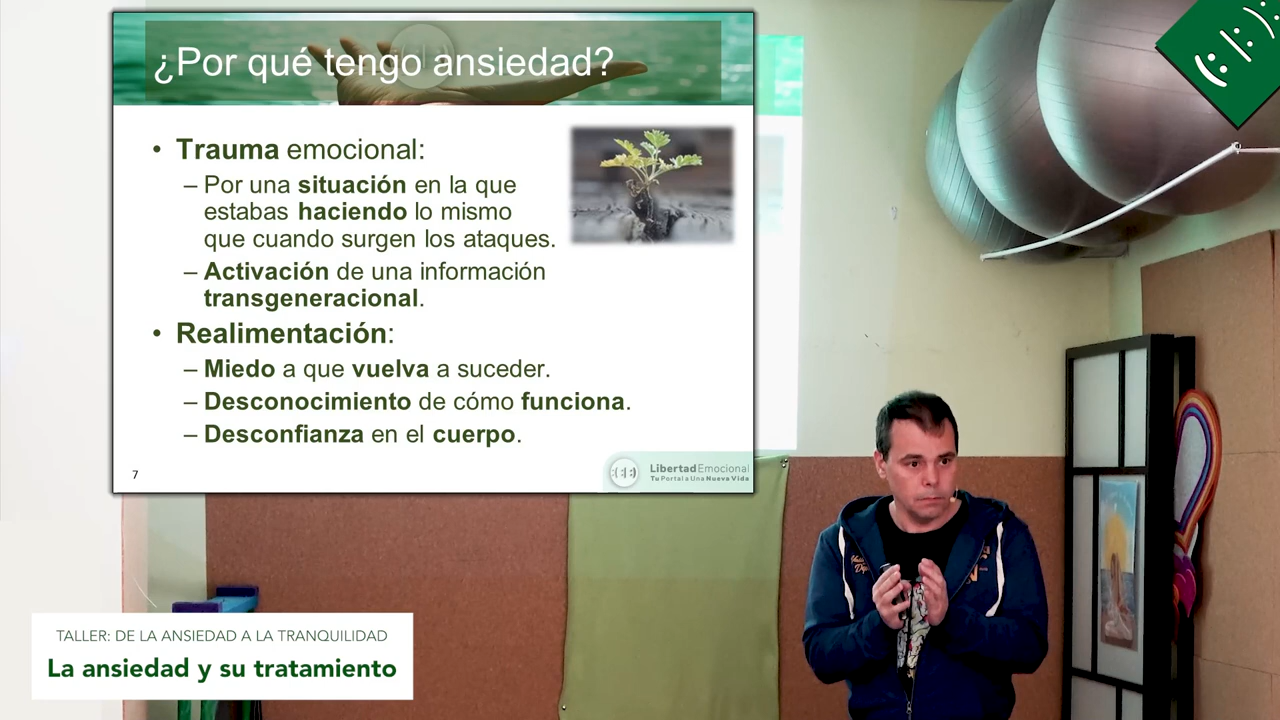 ¿Por qué tengo ansiedad?
• Trauma emocional:
– Por una situación en la que
estabas haciendo lo mismo
que cuando surgen los ataques.
– Activación de una información
transgeneracional.
• Realimentación:
– Miedo a que vuelva a suceder.
– Desconocimiento de cómo funciona.
– Desconfianza en el cuerpo.
7
LibertadEmocional
Tu Portal a Una Nueva Vida
TALLER: DE LA ANSIEDAD A LA TRANQUILIDAD
La ansiedad y su tratamiento